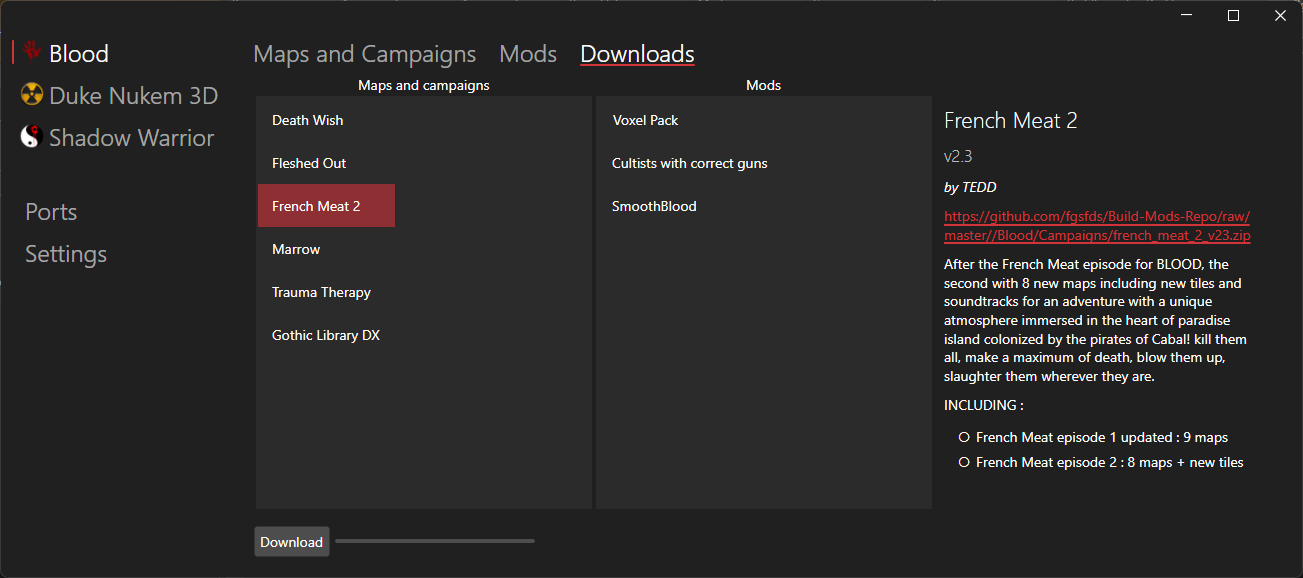 Blood
Duke Nukem 3D
Shadow Warrior
Ports
Settings
Maps and Campaigns Mods Downloads
Maps and campaigns
Death Wish
Fleshed Out
French Meat 2
Marrow
Trauma Therapy
Gothic Library DX
Mods
Voxel Pack
Cultists with correct guns
SmoothBlood
Download
French Meat 2
v2.3
by TEDD
https://github.com/fgsfds/Build-Mods-Repo/raw/
master//Blood/Campaigns/french_meat_2_v23.zip
After the French Meat episode for BLOOD, the
second with 8 new maps including new tiles and
soundtracks for an adventure with a unique
atmosphere immersed in the heart of paradise
island colonized by the pirates of Cabal! kill them
all, make a maximum of death, blow them up,
slaughter them wherever they are.
INCLUDING :
French Meat episode 1 updated : 9 maps
French Meat episode 2 : 8 maps + new tiles